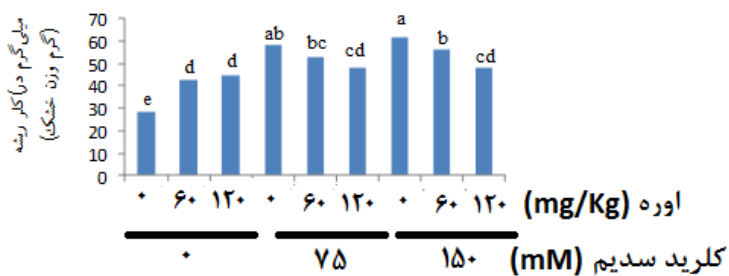 کلر ریشه (میلی گرم در
گرم وزن خشک)
70
60
50
40
30
20
10
0
e d d ab bc cd a b cd
۰ ۶۰ ۱۲۰ ۰ ۶۰ ۱۲۰ ۰ ۶۰ ۱۲۰ اوره (mg/Kg)
۰ ۷۵ ۱۵۰ کلرید سدیم (mM)